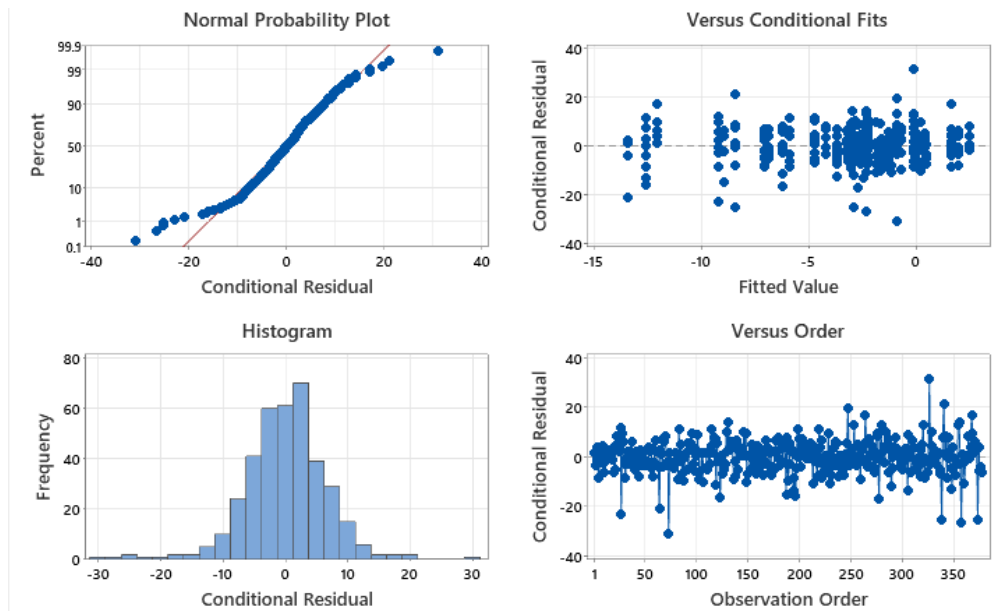 Normal Probability Plot
99.9
99
90
50
10
1
0.1
Percent
-40 -20 0 20 40
Conditional Residual
Versus Conditional Fits
40
20
0
-20
-40
Conditional Residual
-15 -10 -5 0
Fitted Value
Histogram
80
60
40
20
0
Frequency
-30 -20 -10 0 10 20 30
Conditional Residual
Versus Order
40
20
0
-20
-40
Conditional Residual
1 50 100 150 200 250 300 350
Observation Order